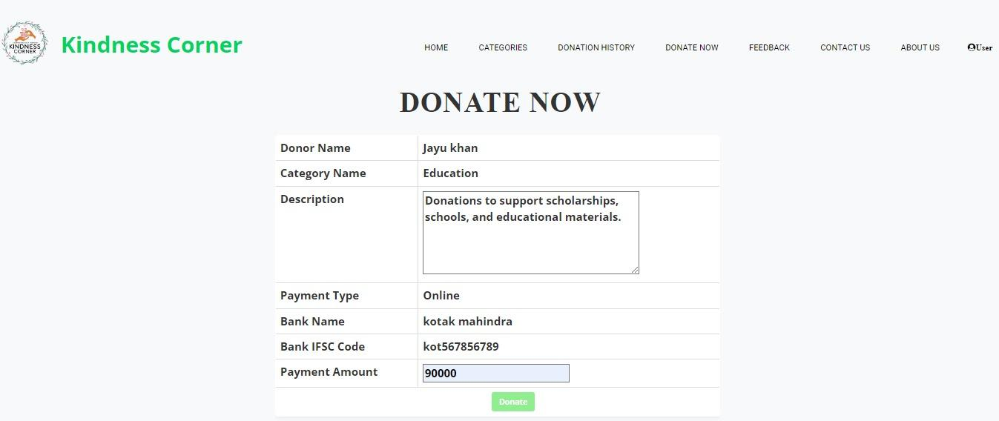 KINDNESS
CORNER
Kindness Corner
HOME CATEGORIES DONATION HISTORY DONATE NOW FEEDBACK CONTACT US ABOUT US User
DONATE NOW
Donor Name Jayu khan
Category Name Education
Description Donations to support scholarships,
schools, and educational materials.
Payment Type Online
Bank Name kotak mahindra
Bank IFSC Code kot567856789
Payment Amount 90000
Donate